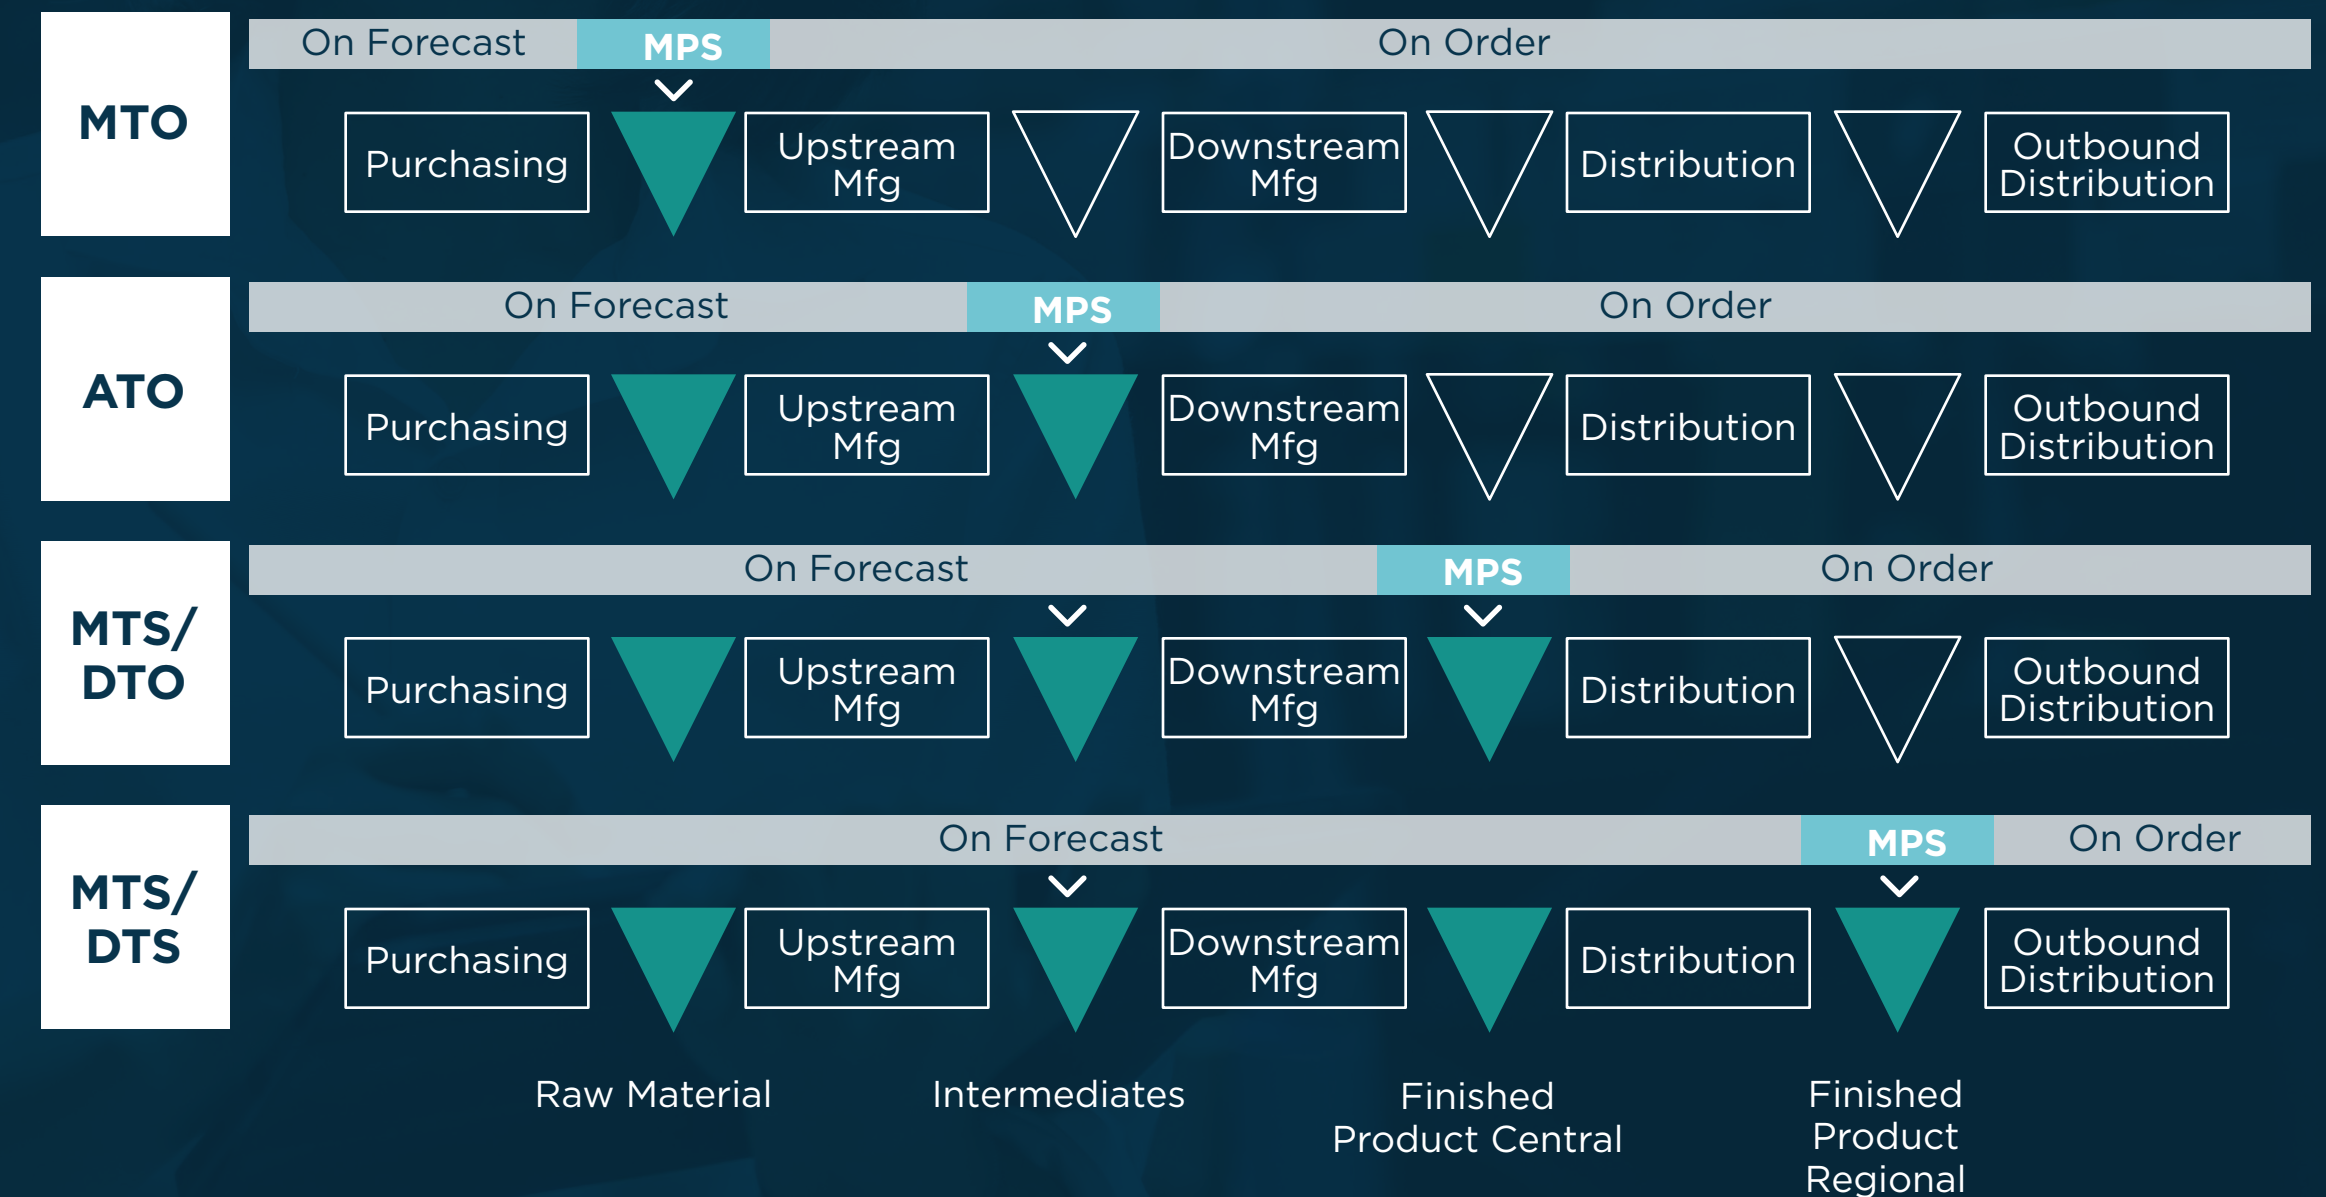 MTO
On Forecast
MPS
On Order
Purchasing
Upstream
Mfg
Downstream
Mfg
Distribution
Outbound
Distribution
ATO
On Forecast
MPS
On Order
Purchasing
Upstream
Mfg
Downstream
Mfg
Distribution
Outbound
Distribution
MTS/
DTO
On Forecast
MPS
On Order
Purchasing
Upstream
Mfg
Downstream
Mfg
Distribution
Outbound
Distribution
MTS/
DTS
On Forecast
MPS
On Order
Purchasing
Upstream
Mfg
Downstream
Mfg
Distribution
Outbound
Distribution
Raw Material
Intermediates
Finished
Product Central
Finished
Product
Regional